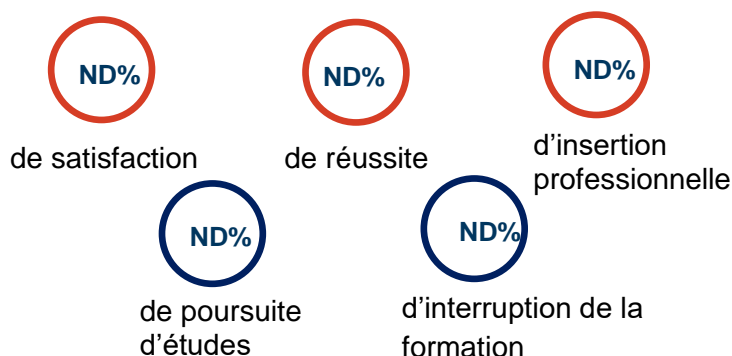 ND%
de satisfaction
ND%
de réussite
ND%
d’insertion
professionnelle
ND%
de poursuite
d’études
ND%
d’interruption de la
formation